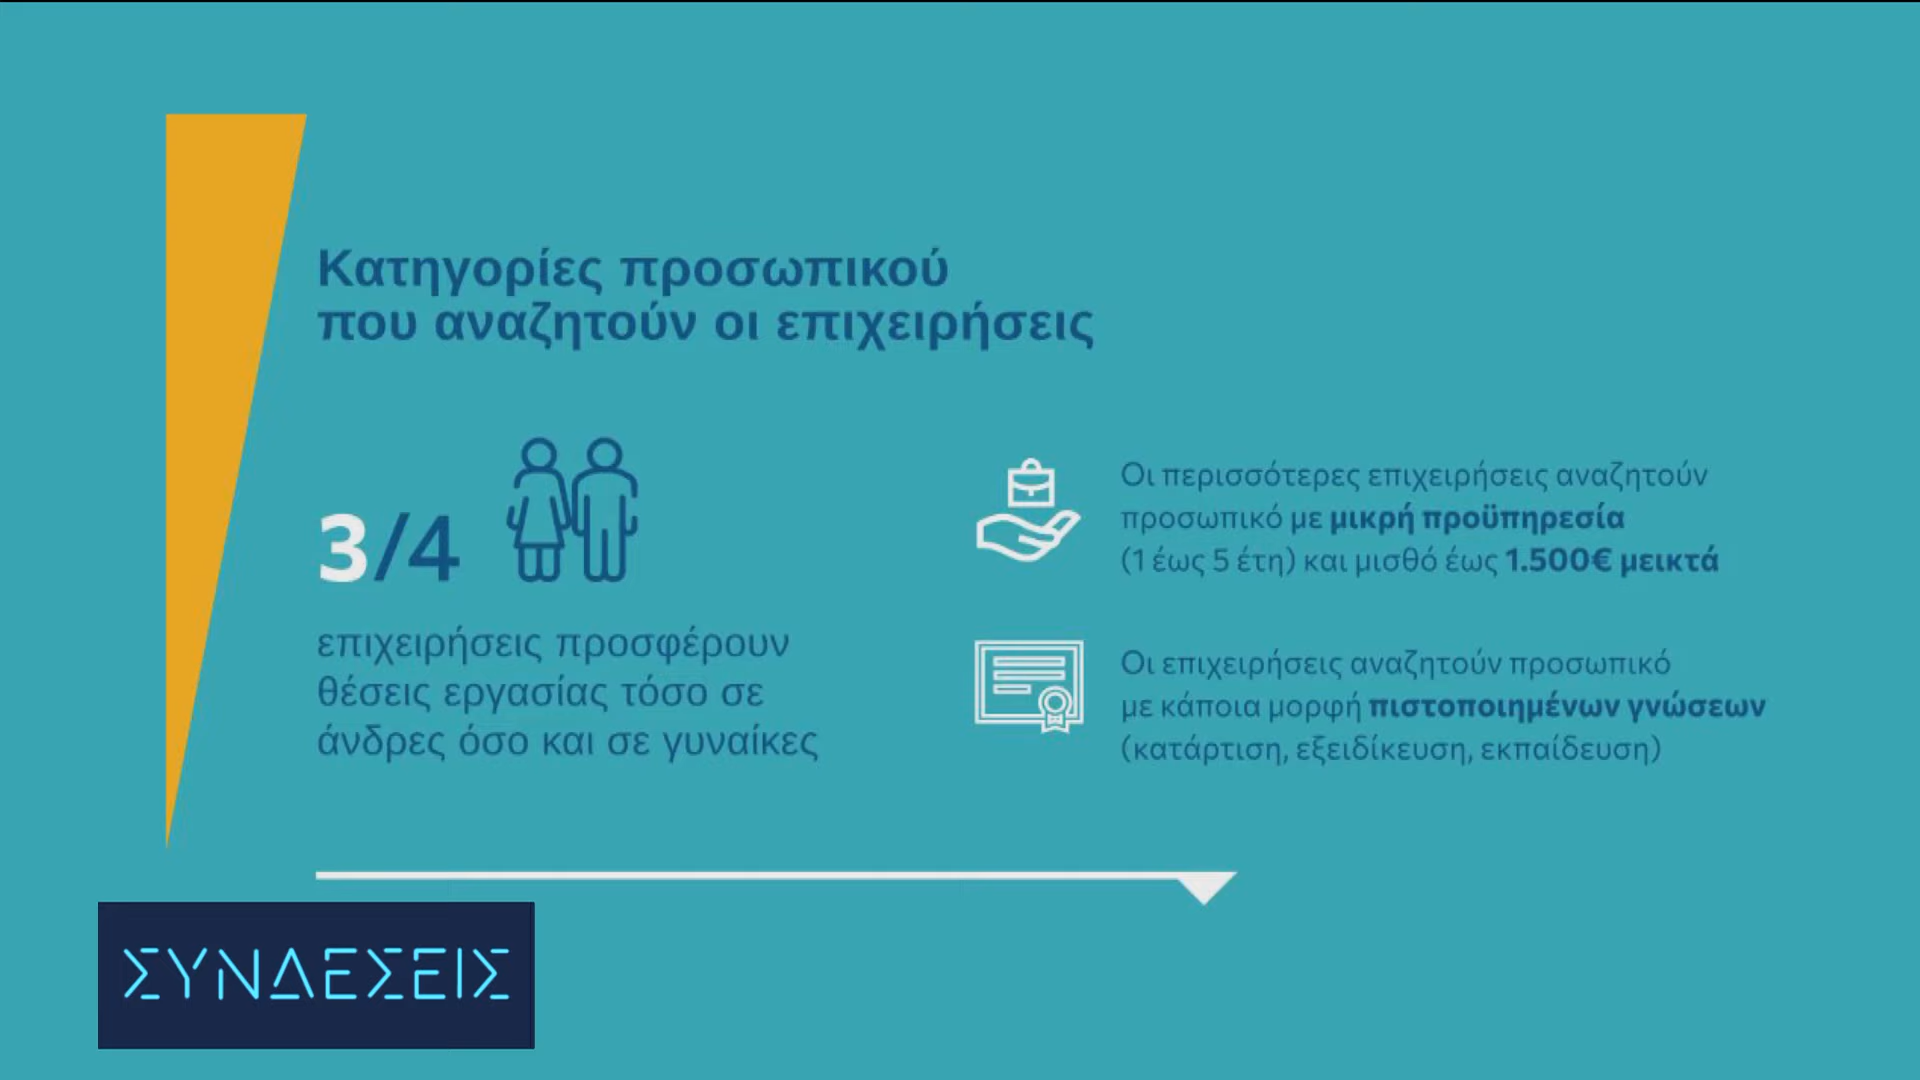 Κατηγορίες προσωπικού
που αναζητούν οι επιχειρήσεις
3/4
επιχειρήσεις προσφέρουν
θέσεις εργασίας τόσο σε
άνδρες όσο και σε γυναίκες
Οι περισσότερες επιχειρήσεις αναζητούν
προσωπικό με μικρή προϋπηρεσία
(1 έως 5 έτη) και μισθό έως 1.500€ μεικτά
Οι επιχειρήσεις αναζητούν προσωπικό
με κάποια μορφή πιστοποιημένων γνώσεων
(κατάρτιση, εξειδίκευση, εκπαίδευση)
ΣΥΝΔΕΣΕΙΣ